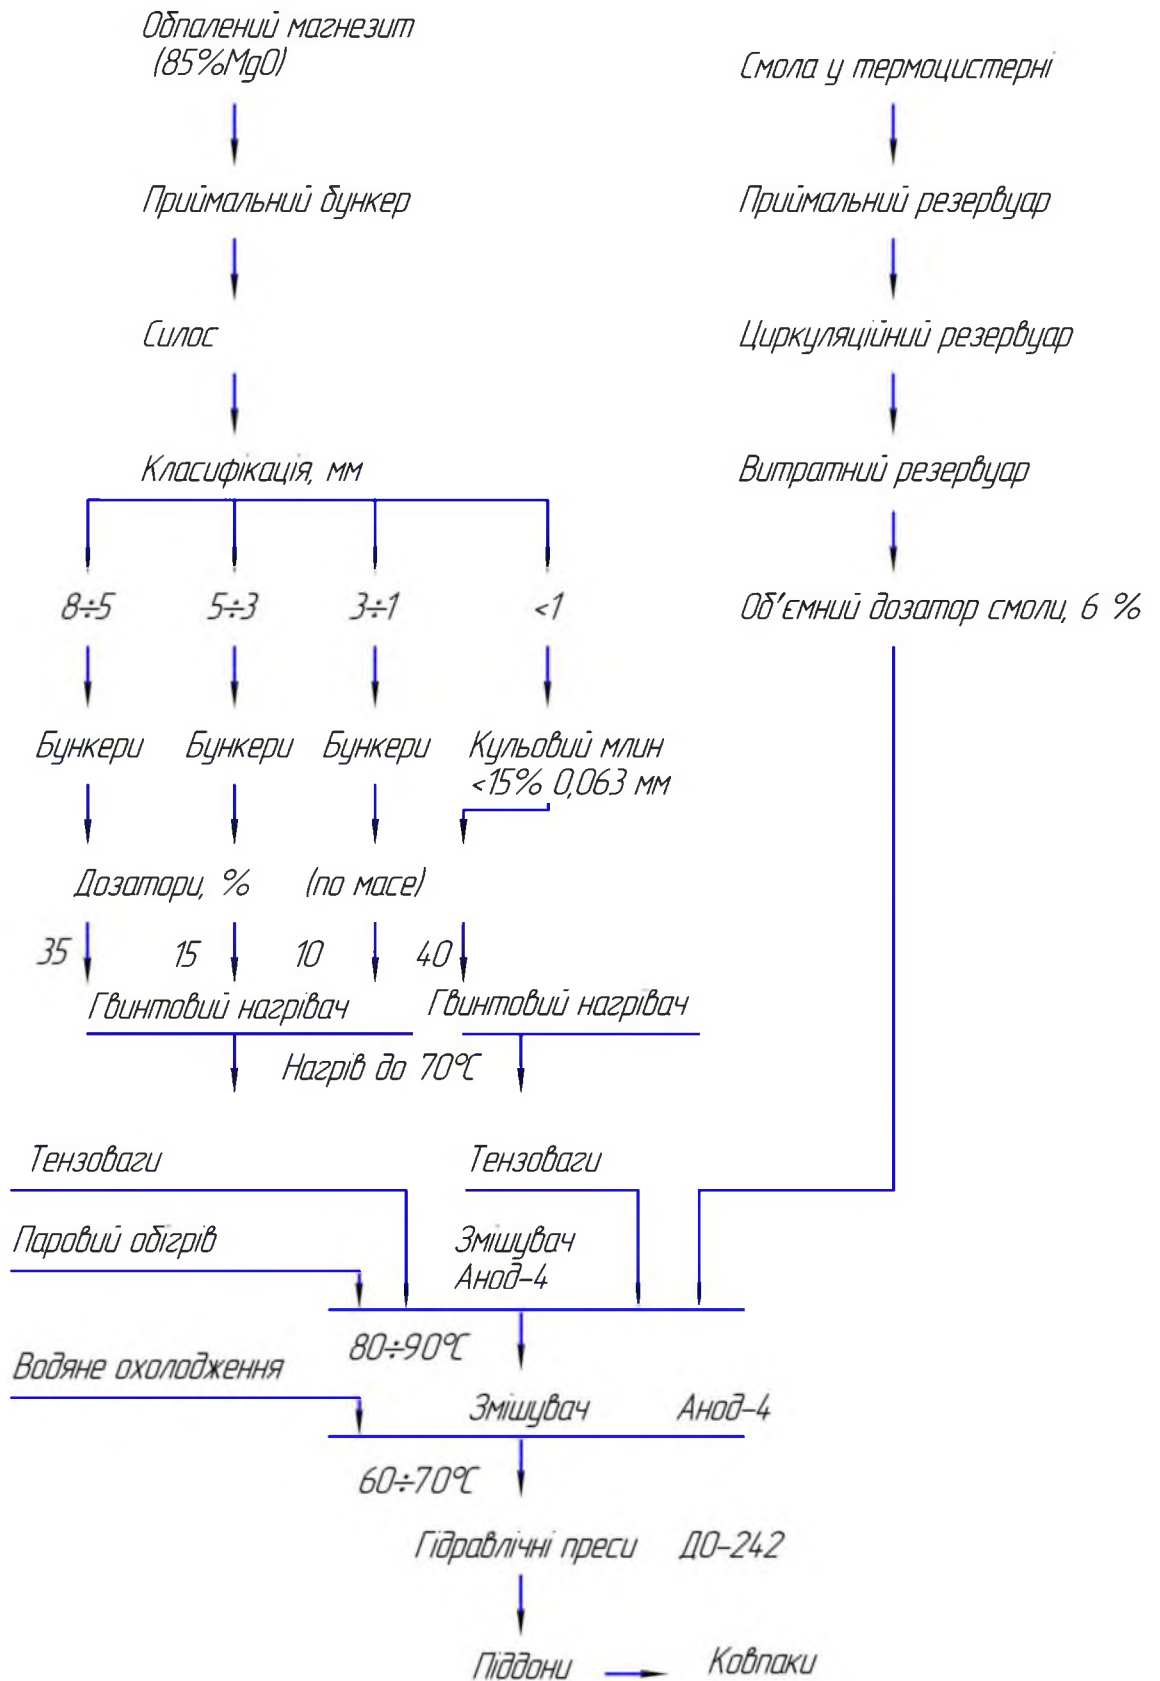 Обпалений магнезит
(85%MgO)
Смола у термоцистерні
Приймальний бункер
Приймальний резервуар
Силос
Циркуляційний резервуар
Класифікація, мм
Витратний резервуар
8÷5
5÷3
3÷1
<1
Об'ємний дозатор смоли, 6 %
Бункери
Бункери
Бункери
Кульовий млин
<15% 0,063 мм
Дозатори, % (по масе)
35
15
10
40
Гвинтовий нагрівач
Гвинтовий нагрівач
Нагрів до 70°С
Тензоваги
Тензоваги
Паровий обігрів
Змішувач
Анод-4
80÷90°С
Водяне охолодження
Змішувач Анод-4
60÷70°С
Гідравлічні преси ДО-242
Піддони
Ковпаки